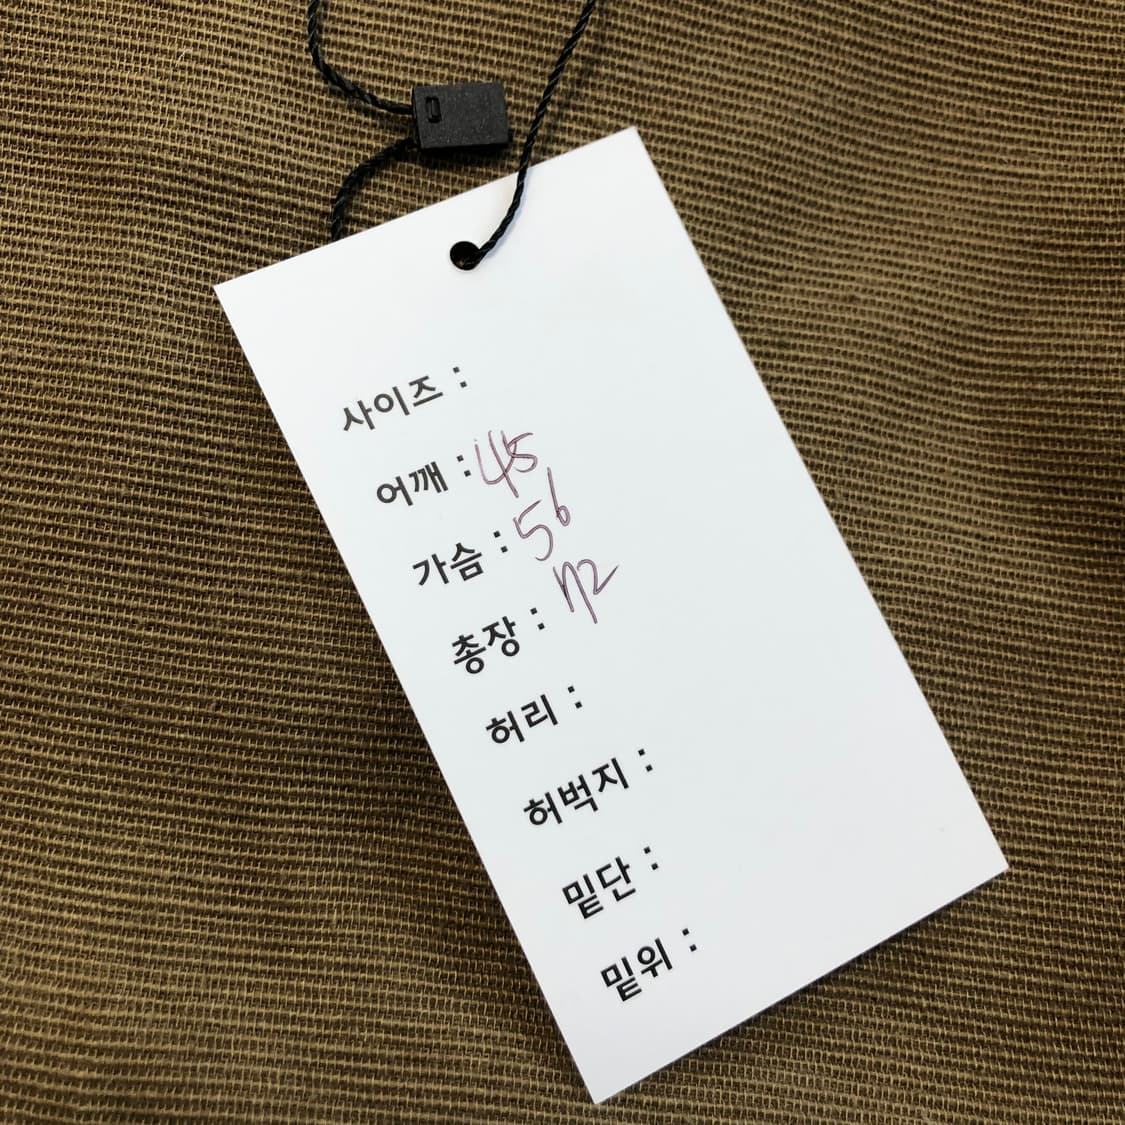 사이즈 :
어깨 : 45
가슴 : 56
총장 : 72
허리 :
허벅지 :
밑단 :
밑위 :